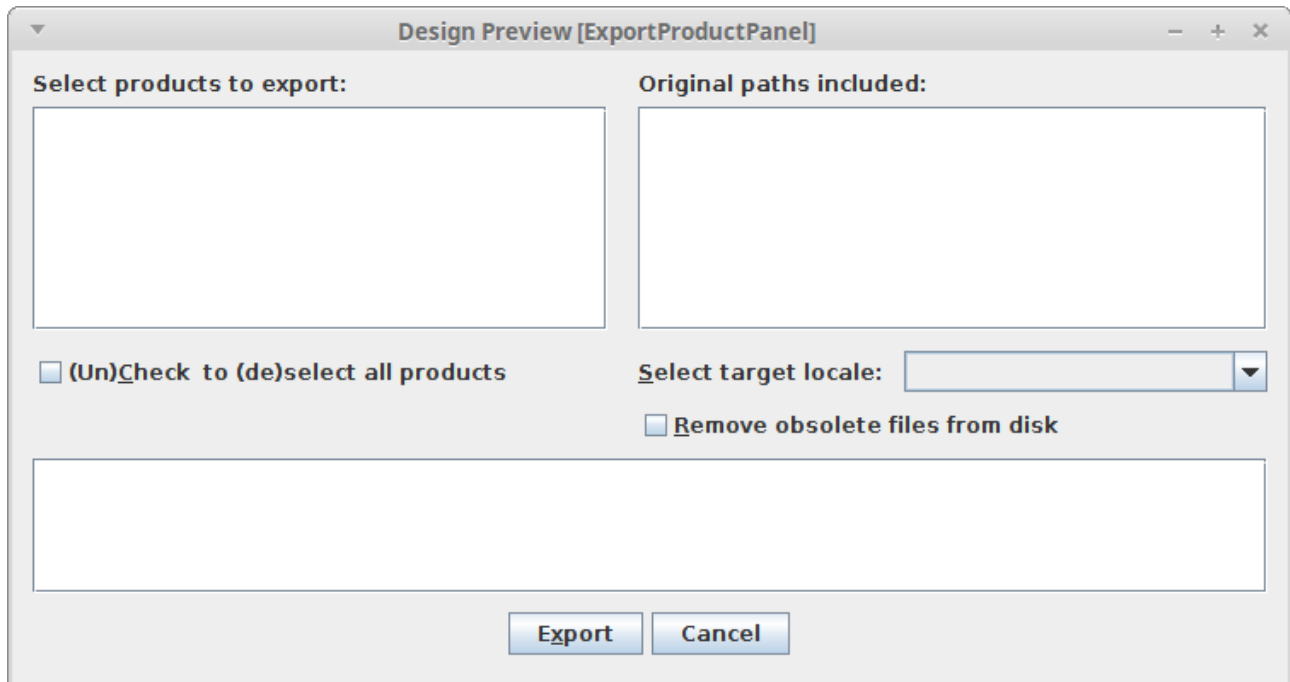 Design Preview [ExportProductPanel]
Select products to export:
Original paths included:
(Un)Check to (de)select all products
Select target locale:
Remove obsolete files from disk
Export
Cancel